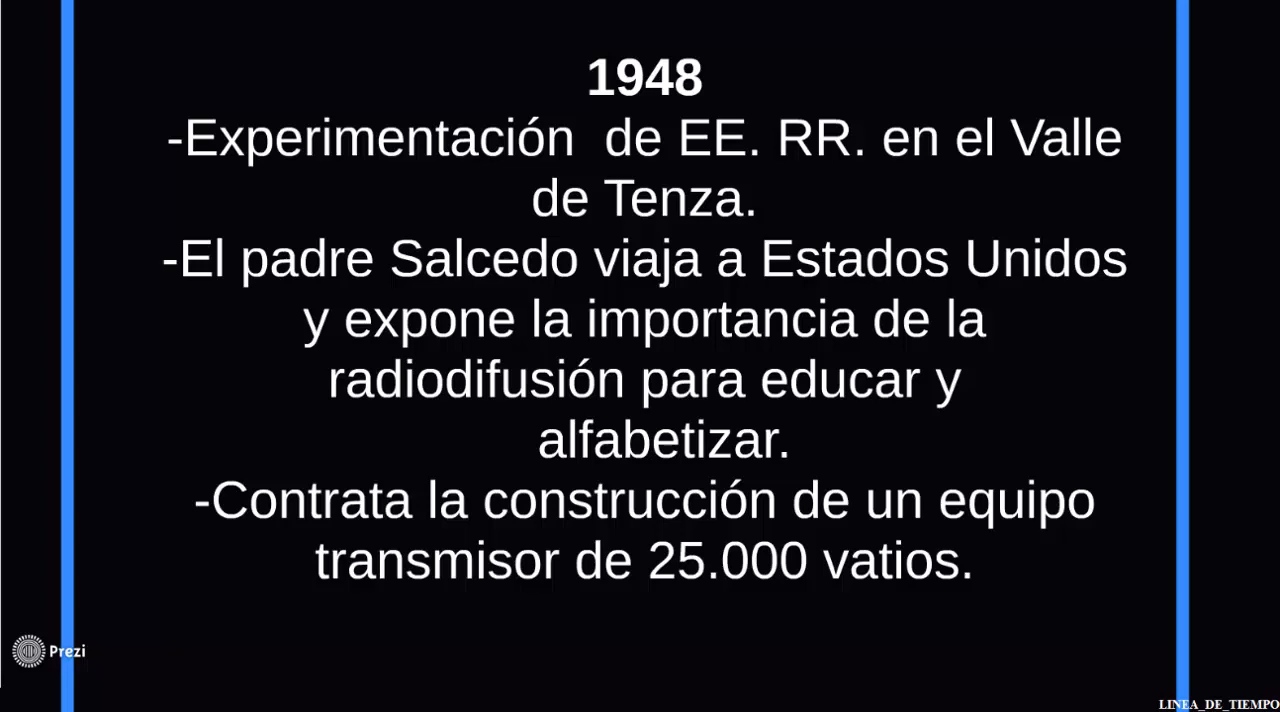 1948
-Experimentación  de EE. RR. en el Valle
de Tenza.
-El padre Salcedo viaja a Estados Unidos
y expone la importancia de la
radiodifusión para educar y
alfabetizar.
-Contrata la construcción de un equipo
transmisor de 25.000 vatios.
Prezi
LINEA_DE_TIEMPO